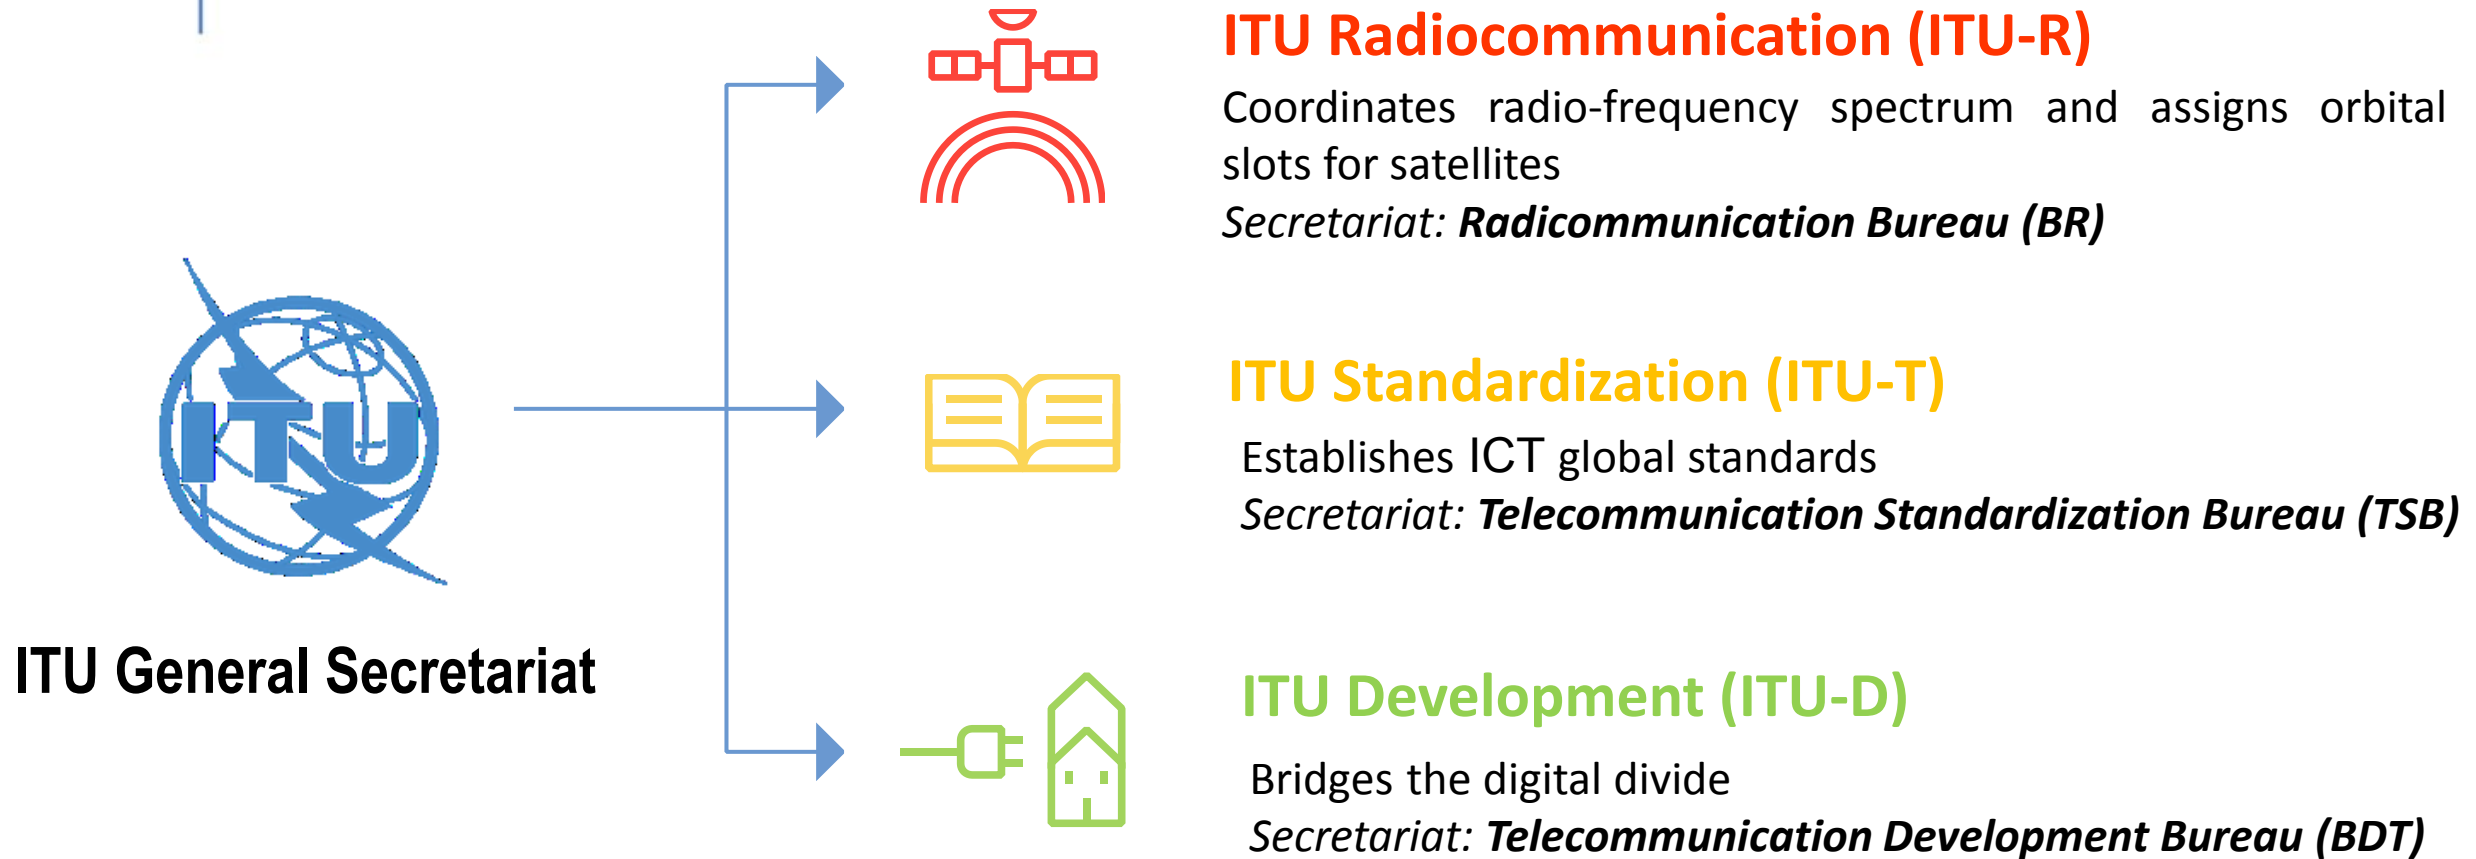 ITU Radiocommunication (ITU-R)
Coordinates radio-frequency spectrum and assigns orbital
slots for satellites
Secretariat: Radicommunication Bureau (BR)
ITU
ITU General Secretariat
ITU Standardization (ITU-T)
Establishes ICT global standards
Secretariat: Telecommunication Standardization Bureau (TSB)
ITU Development (ITU-D)
Bridges the digital divide
Secretariat: Telecommunication Development Bureau (BDT)